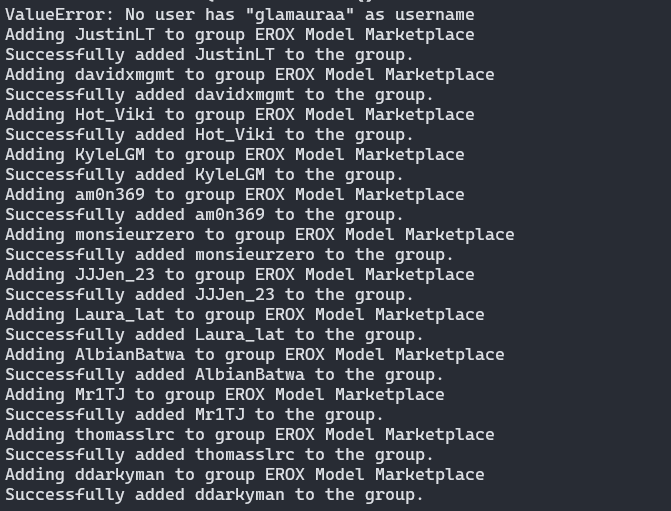 ValueError: No user has "glamauraa" as username
Adding JustinLT to group EROX Model Marketplace
Successfully added JustinLT to the group.
Adding davidxmgmt to group EROX Model Marketplace
Successfully added davidxmgmt to the group.
Adding Hot_Viki to group EROX Model Marketplace
Successfully added Hot_Viki to the group.
Adding KyleLGM to group EROX Model Marketplace
Successfully added KyleLGM to the group.
Adding am0n369 to group EROX Model Marketplace
Successfully added am0n369 to the group.
Adding monsieurzero to group EROX Model Marketplace
Successfully added monsieurzero to the group.
Adding JJJen_23 to group EROX Model Marketplace
Successfully added JJJen_23 to the group.
Adding Laura_lat to group EROX Model Marketplace
Successfully added Laura_lat to the group.
Adding AlbianBatwa to group EROX Model Marketplace
Successfully added AlbianBatwa to the group.
Adding Mr1TJ to group EROX Model Marketplace
Successfully added Mr1TJ to the group.
Adding thomasslrc to group EROX Model Marketplace
Successfully added thomasslrc to the group.
Adding ddarkyman to group EROX Model Marketplace
Successfully added ddarkyman to the group.